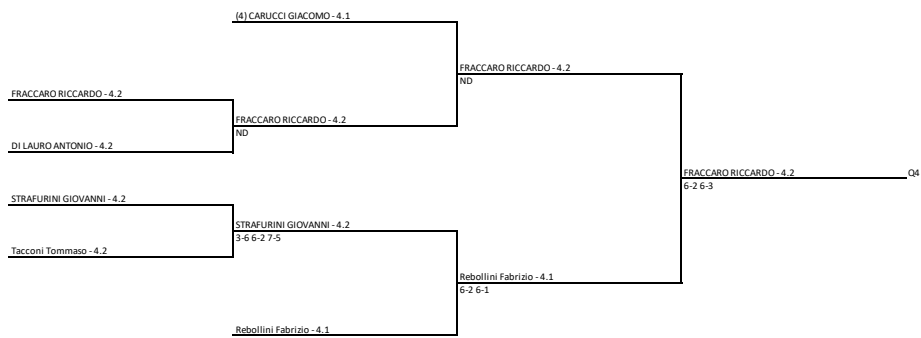 (4) CARUCCI GIACOMO - 4.1
FRACCARO RICCARDO - 4.2
ND
FRACCARO RICCARDO - 4.2
FRACCARO RICCARDO - 4.2
ND
DI LAURO ANTONIO - 4.2
FRACCARO RICCARDO - 4.2 Q4
6-2 6-3
STRAFURINI GIOVANNI - 4.2
STRAFURINI GIOVANNI - 4.2
3-6 6-2 7-5
Tacconi Tommaso - 4.2
Rebollini Fabrizio - 4.1
6-2 6-1
Rebollini Fabrizio - 4.1